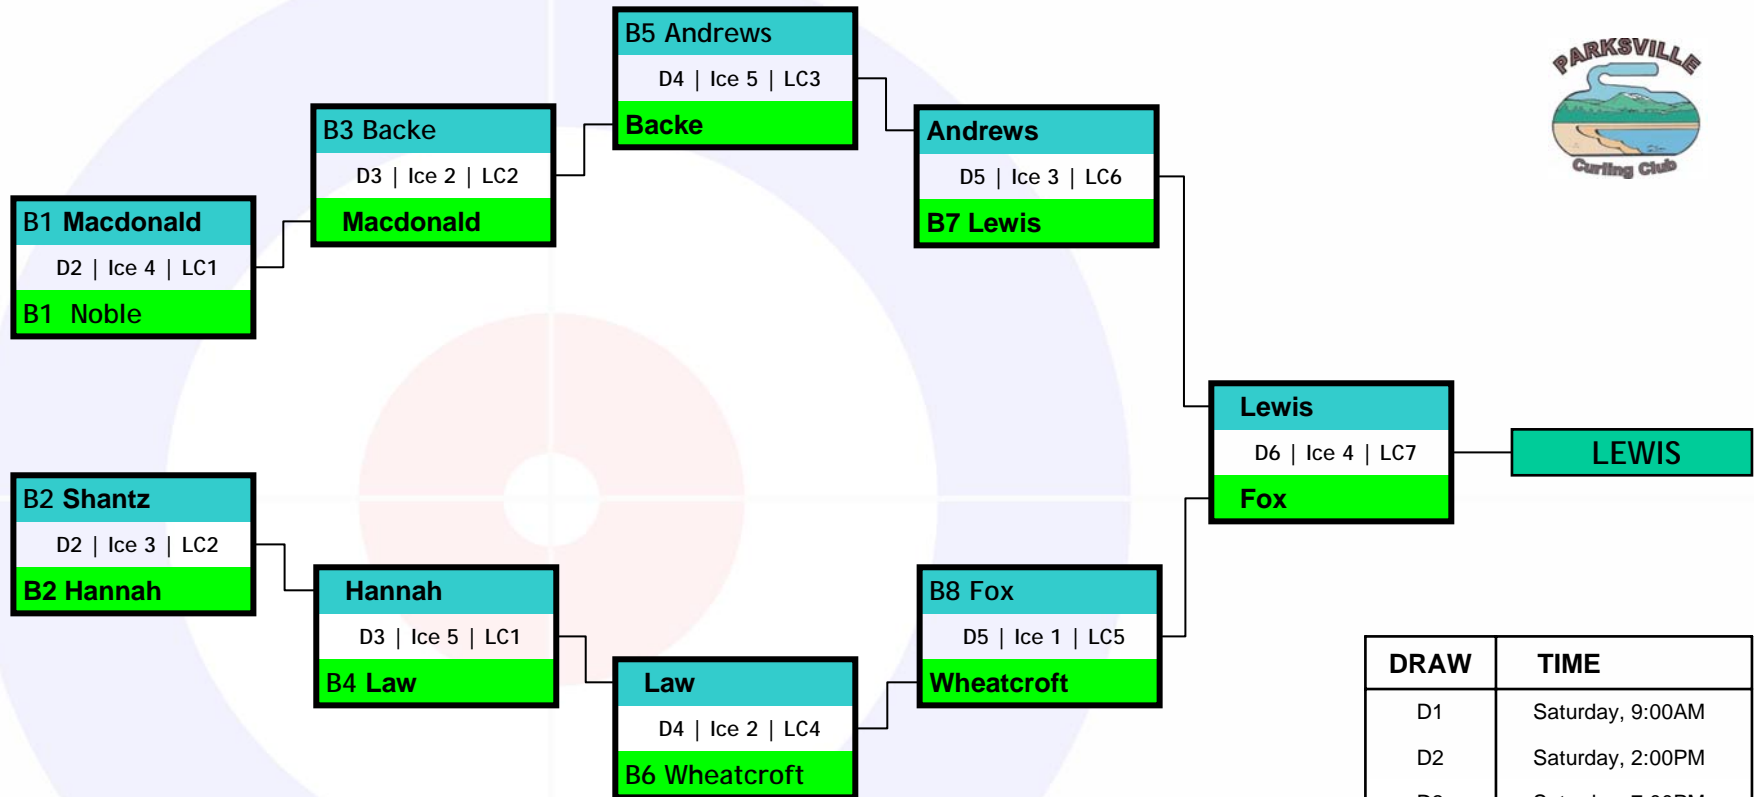 B5 Andrews
D4 | Ice 5 | LC3
Backe
PARKSVILLE
Curling Club
B3 Backe
D3 | Ice 2 | LC2
Macdonald
Andrews
D5 | Ice 3 | LC6
B7 Lewis
B1 Macdonald
D2 | Ice 4 | LC1
B1 Noble
Lewis
D6 | Ice 4 | LC7
Fox
LEWIS
B2 Shantz
D2 | Ice 3 | LC2
B2 Hannah
Hannah
D3 | Ice 5 | LC1
B4 Law
B8 Fox
D5 | Ice 1 | LC5
Wheatcroft
Law
D4 | Ice 2 | LC4
B6 Wheatcroft
DRAW TIME
D1 Saturday, 9:00AM
D2 Saturday, 2:00PM